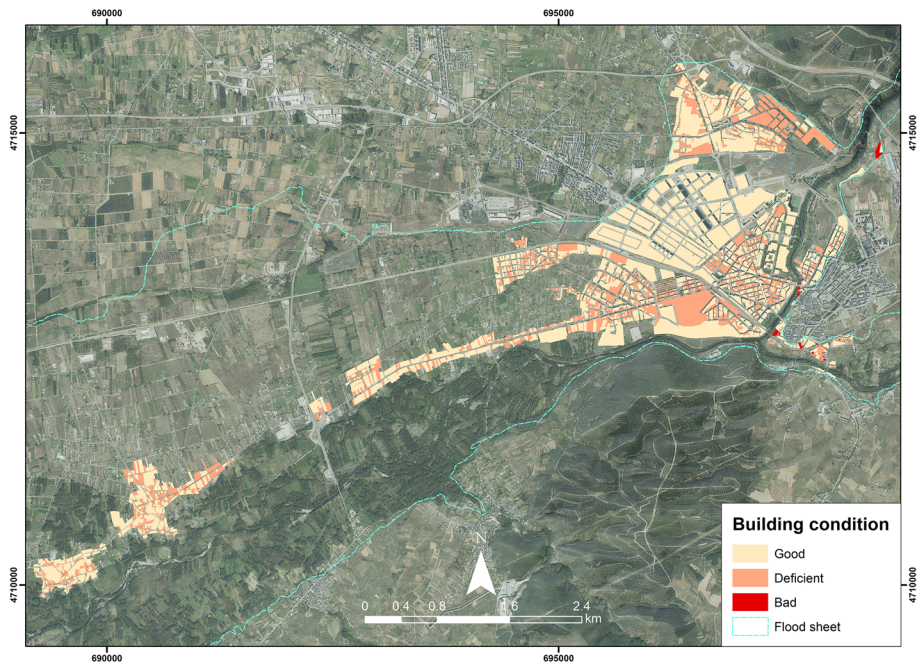 690000
695000
4715000
4715000
Building condition
Good
Deficient
Bad
Flood sheet
4710000
4710000
N
0 0.4 0.8 1.6 2.4
km
690000
695000